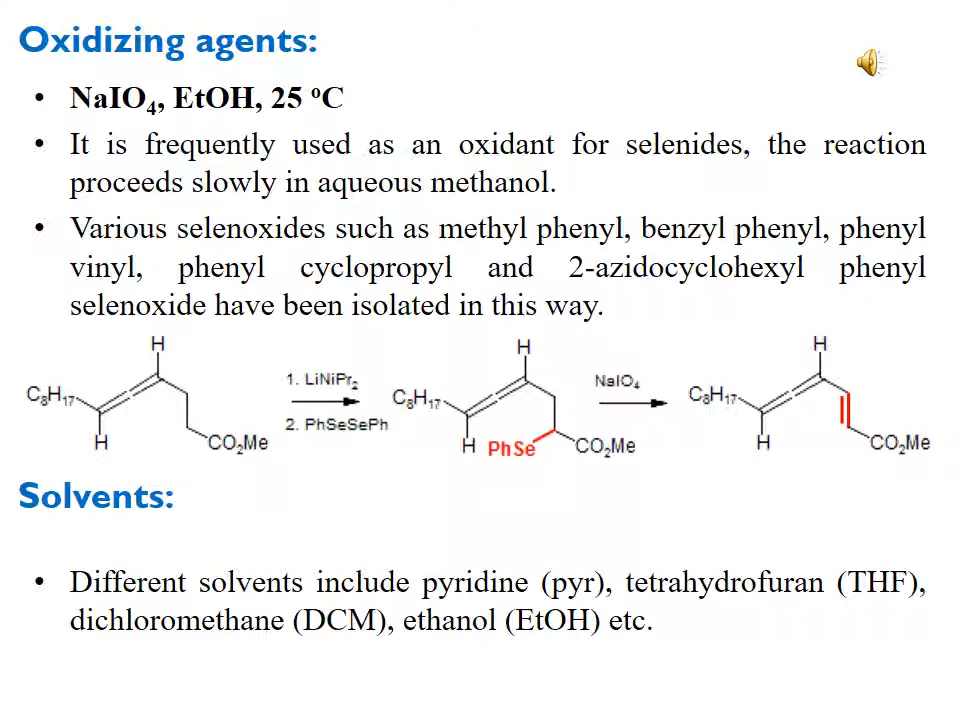 Oxidizing agents:
• NaIO₄, EtOH, 25 ᵒC
• It is frequently used as an oxidant for selenides, the reaction
proceeds slowly in aqueous methanol.
• Various selenoxides such as methyl phenyl, benzyl phenyl, phenyl
vinyl, phenyl cyclopropyl and 2-azidocyclohexyl phenyl
selenoxide have been isolated in this way.
H H H
C₈H₁₇ 1. LiNiPr₂ C₈H₁₇ NaIO₄ C₈H₁₇
2. PhSeSePh
H CO₂Me H PhSe CO₂Me H CO₂Me
Solvents:
• Different solvents include pyridine (pyr), tetrahydrofuran (THF),
dichloromethane (DCM), ethanol (EtOH) etc.